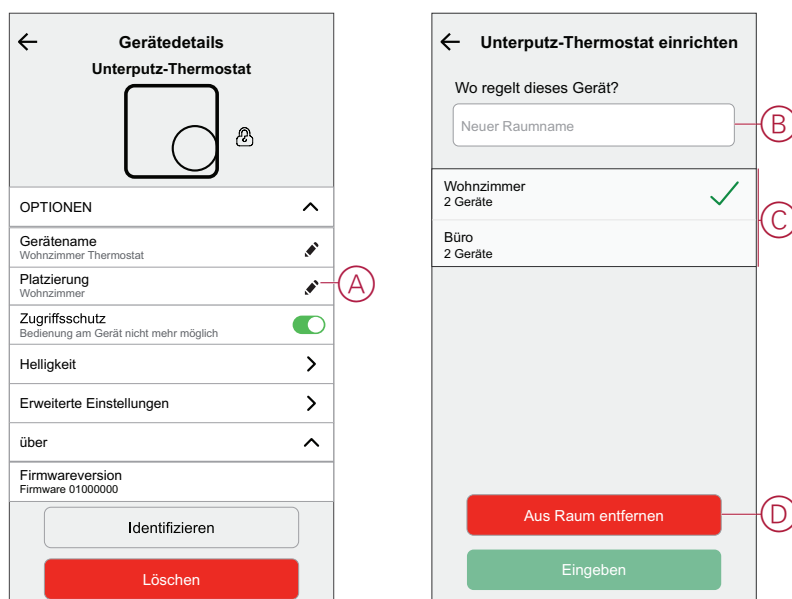 Gerätedetails
Unterputz-Thermostat
OPTIONEN
Gerätename
Wohnzimmer Thermostat
Platzierung
Wohnzimmer
A
Zugriffsschutz
Bedienung am Gerät nicht mehr möglich
Helligkeit
Erweiterte Einstellungen
über
Firmwareversion
Firmware 01000000
Identifizieren
Löschen
Unterputz-Thermostat einrichten
Wo regelt dieses Gerät?
Neuer Raumname
B
Wohnzimmer
2 Geräte
C
Büro
2 Geräte
Aus Raum entfernen
D
Eingeben